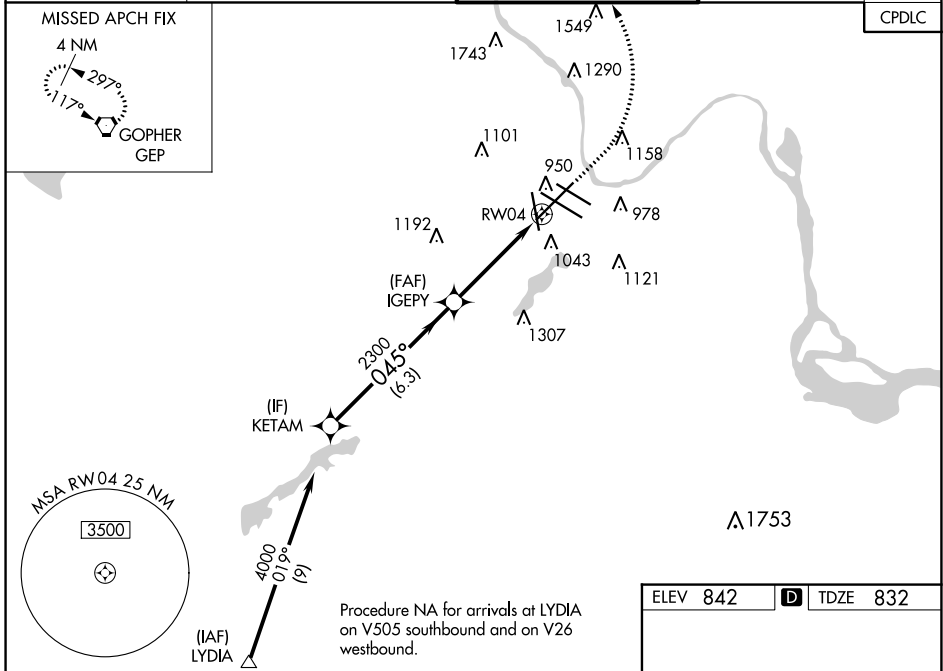 MISSED APCH FIX
4 NM
297°
117°
GOPHER
GEP
CPDLC
1549
1743
1290
1101
1158
950
RW04
978
1192
1043
1121
(FAF)
IGEPY
1307
2300
045°
(6.3)
(IF)
KETAM
MSA RW04 25 NM
3500
1753
4000
019°
(9)
(IAF)
LYDIA
Procedure NA for arrivals at LYDIA
on V505 southbound and on V26
westbound.
ELEV 842 D TDZE 832